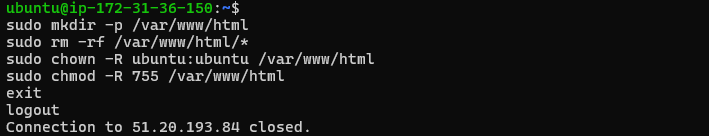 ubuntu@ip-172-31-36-150:~$
sudo mkdir -p /var/www/html
sudo rm -rf /var/www/html/*
sudo chown -R ubuntu:ubuntu /var/www/html
sudo chmod -R 755 /var/www/html
exit
logout
Connection to 51.20.193.84 closed.